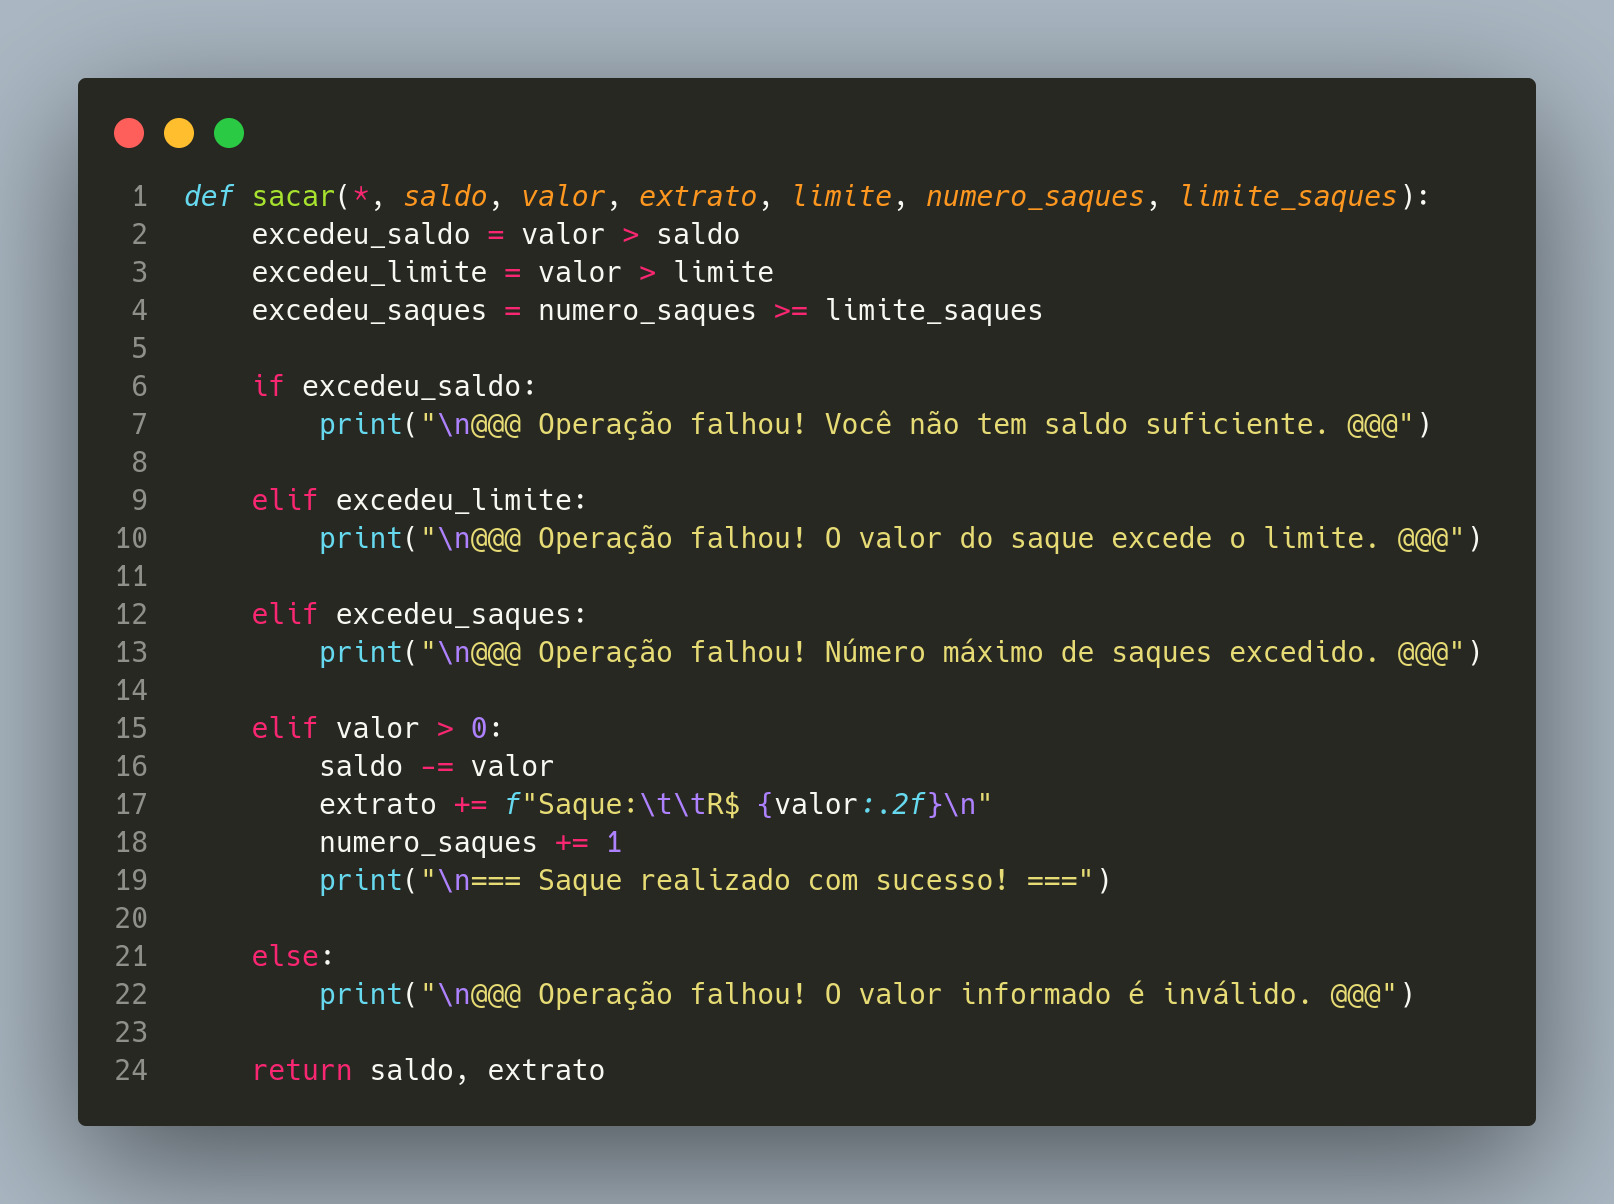 1 def sacar(*, saldo, valor, extrato, limite, numero_saques, limite_saques):
2     excedeu_saldo = valor > saldo
3     excedeu_limite = valor > limite
4     excedeu_saques = numero_saques >= limite_saques
5
6     if excedeu_saldo:
7         print("\n@@@ Operação falhou! Você não tem saldo suficiente. @@@")
8
9     elif excedeu_limite:
10         print("\n@@@ Operação falhou! O valor do saque excede o limite. @@@")
11
12     elif excedeu_saques:
13         print("\n@@@ Operação falhou! Número máximo de saques excedido. @@@")
14
15     elif valor > 0:
16         saldo -= valor
17         extrato += f"Saque:\t\tR$ {valor:.2f}\n"
18         numero_saques += 1
19         print("\n=== Saque realizado com sucesso! ===")
20
21     else:
22         print("\n@@@ Operação falhou! O valor informado é inválido. @@@")
23
24     return saldo, extrato